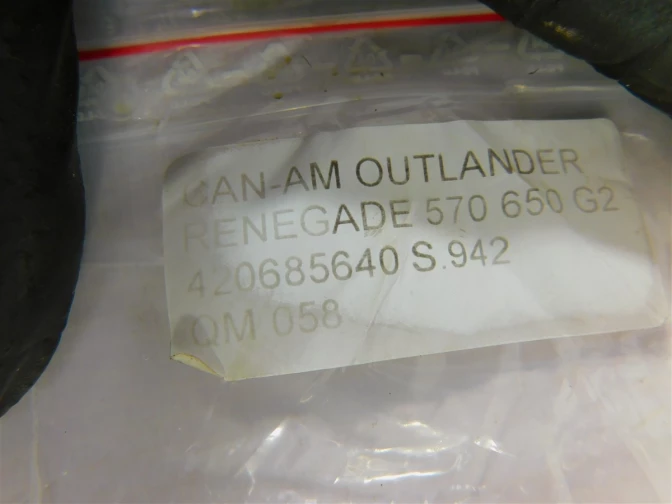 CAN-AM OUTLANDER
RENEGADE 570 650 G2
420685640 S.942
QM 058